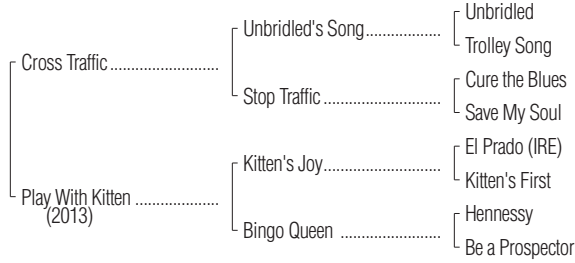 Unbridled
Unbridled's Song
Trolley Song
Cross Traffic
Cure the Blues
Stop Traffic
Save My Soul
El Prado (IRE)
Kitten's Joy
Kitten's First
Play With Kitten
(2013)
Hennessy
Bingo Queen
Be a Prospector